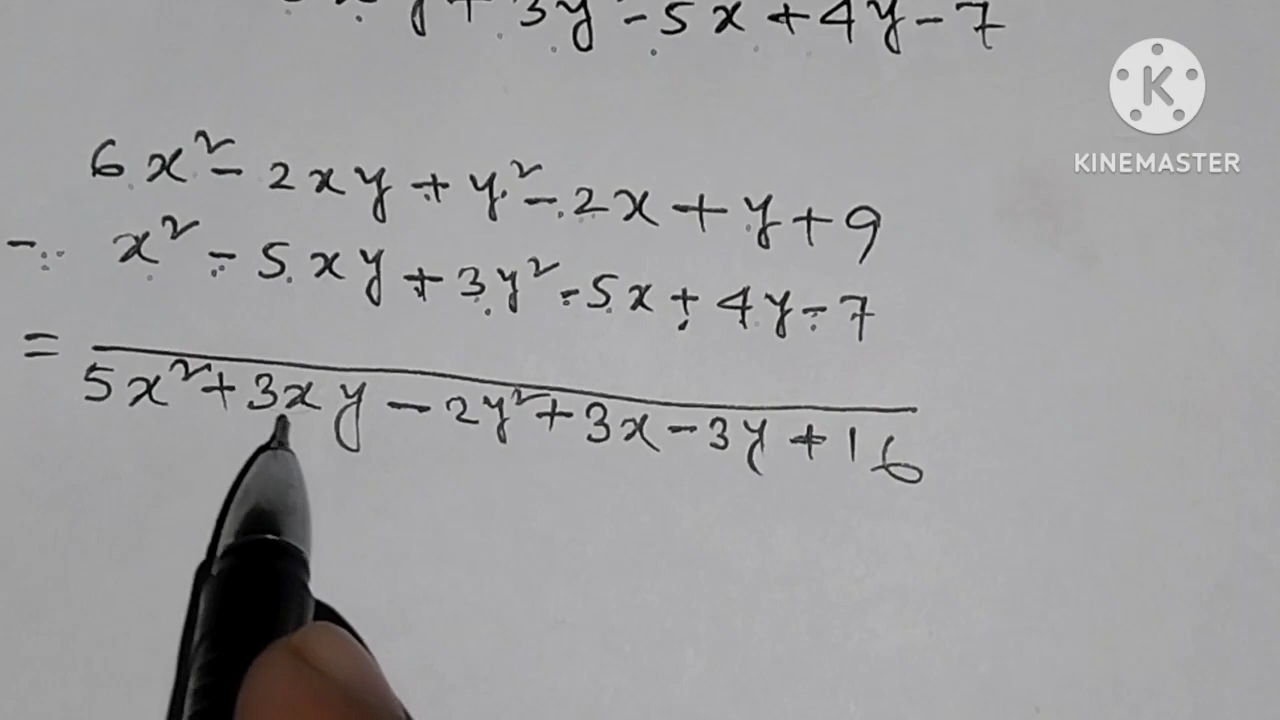 y + 3y - 5x + 4y - 7
K
KINEMASTER
6x² - 2xy + y² - 2x + y + 9
- x² - 5xy + 3y² - 5x + 4y - 7
=
5x² + 3xy - 2y² + 3x - 3y + 16